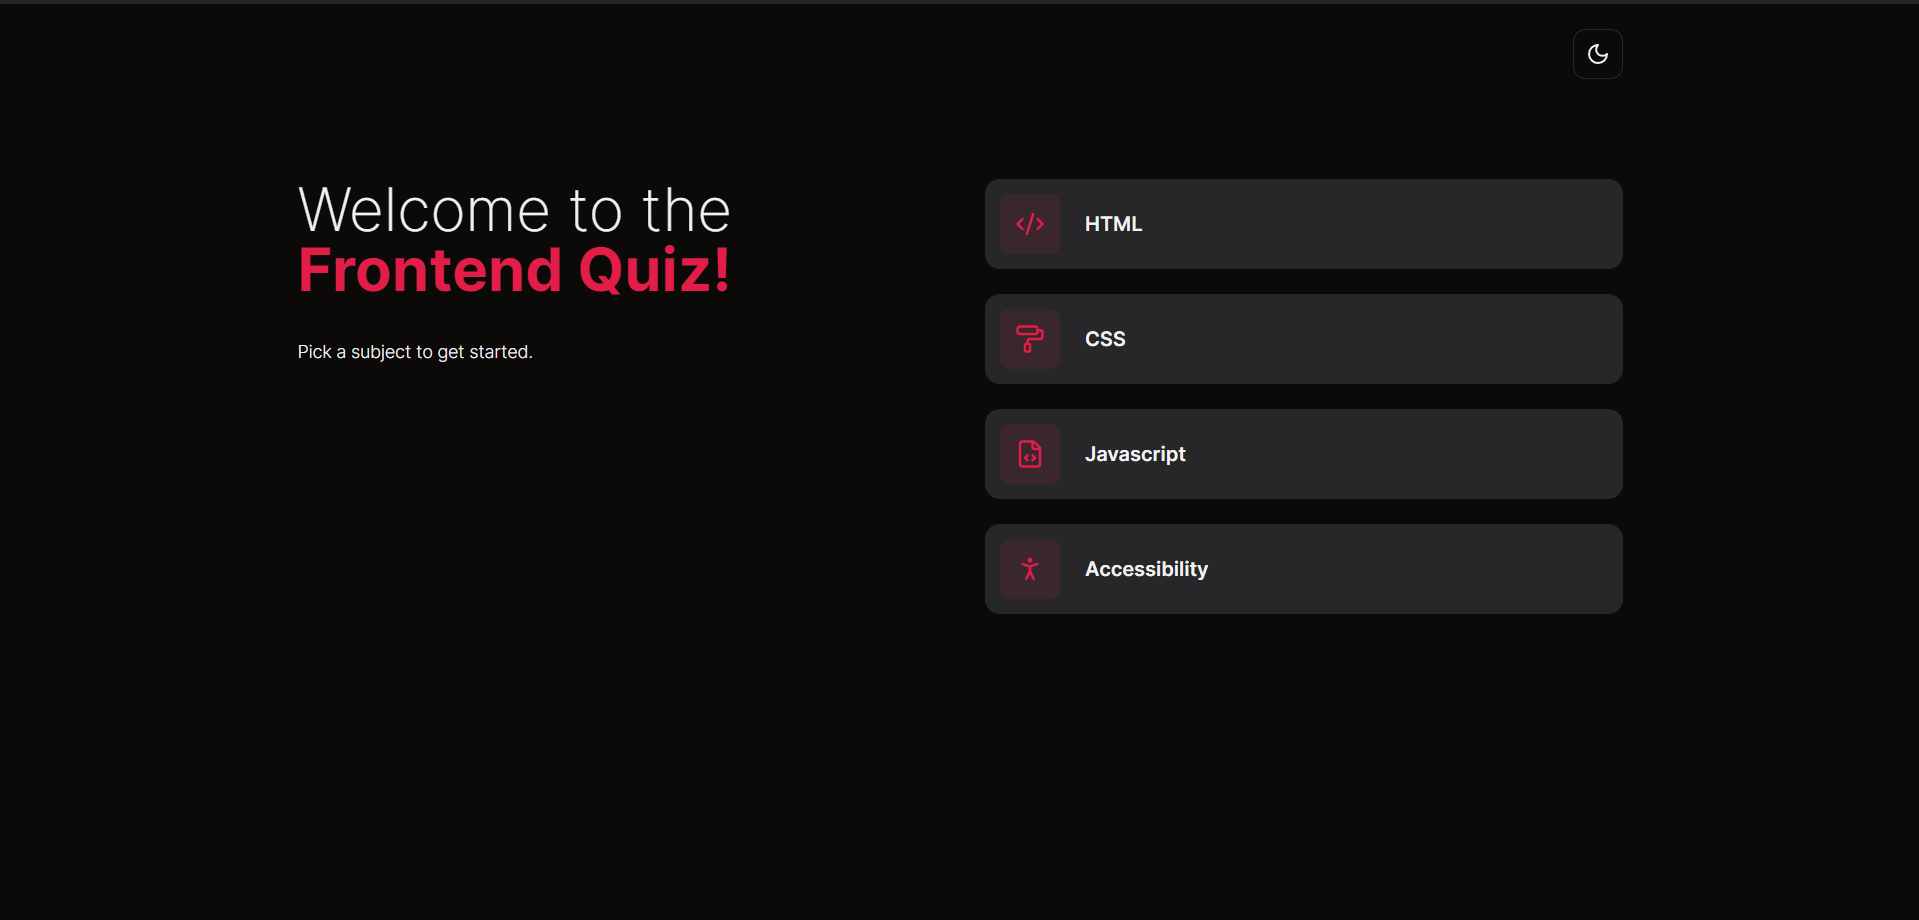 Welcome to the
Frontend Quiz!
Pick a subject to get started.
HTML
CSS
Javascript
Accessibility